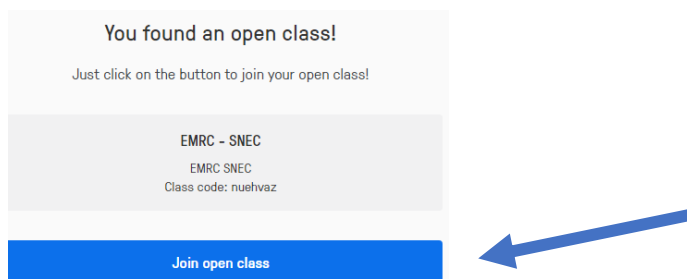 You found an open class!
Just click on the button to join your open class!
EMRC - SNEC
EMRC SNEC
Class code: nuehvaz
Join open class